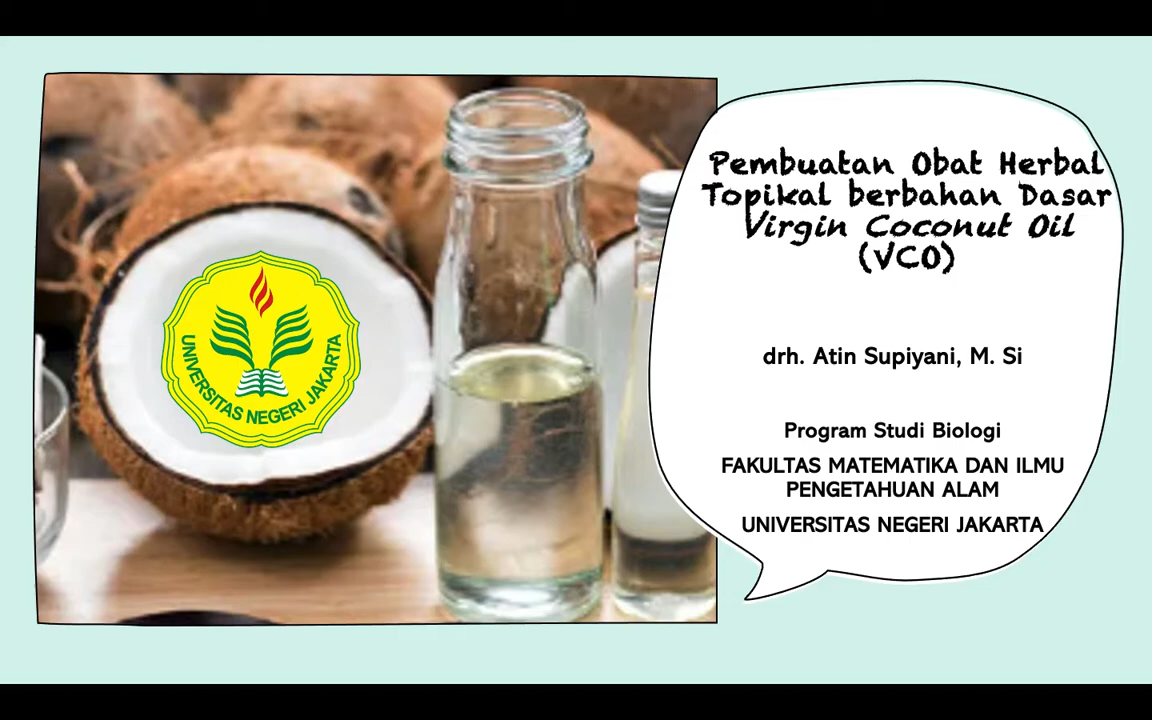 UNIVERSITAS NEGERI JAKARTA
Pembuatan Obat Herbal
Topikal berbahan Dasar
Virgin Coconut Oil
(VCO)
drh. Atin Supiyani, M. Si
Program Studi Biologi
FAKULTAS MATEMATIKA DAN ILMU
PENGETAHUAN ALAM
UNIVERSITAS NEGERI JAKARTA